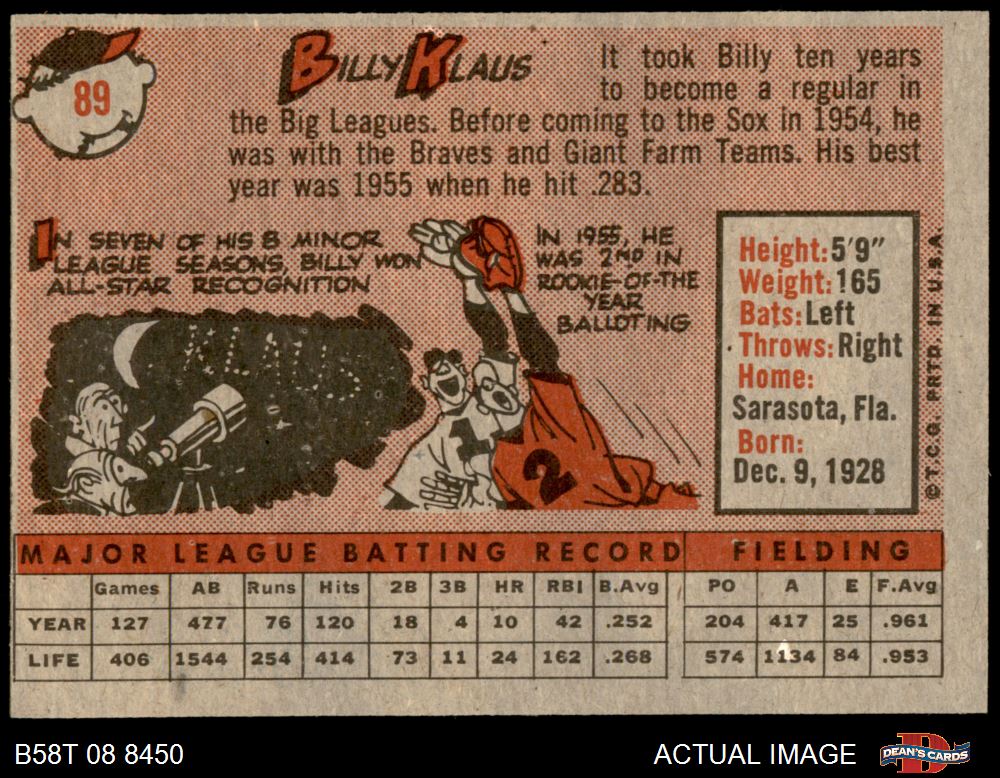 89
BILLY KLAUS
It took Billy ten years
to become a regular in
the Big Leagues. Before coming to the Sox in 1954, he
was with the Braves and Giant Farm Teams. His best
year was 1955 when he hit .283.
IN SEVEN OF HIS 8 MINOR
LEAGUE SEASONS, BILLY WON
ALL-STAR RECOGNITION
KLAUS
IN 1955, HE
WAS 2ND IN
ROOKIE-OF-THE
YEAR
BALLOTING
1
2
Height: 5'9"
Weight: 165
Bats: Left
Throws: Right
Home:
Sarasota, Fla.
Born:
Dec. 9, 1928
©T.C.G. PRTD. IN U.S.A.
MAJOR LEAGUE BATTING RECORD FIELDING
Games AB Runs Hits 2B 3B HR RBI B.Avg PO A E F.Avg
YEAR 127 477 76 120 18 4 10 42 .252 204 417 25 .961
LIFE 406 1544 254 414 73 11 24 162 .268 574 1134 84 .953
B58T 08 8450 ACTUAL IMAGE DEAN'S CARDS